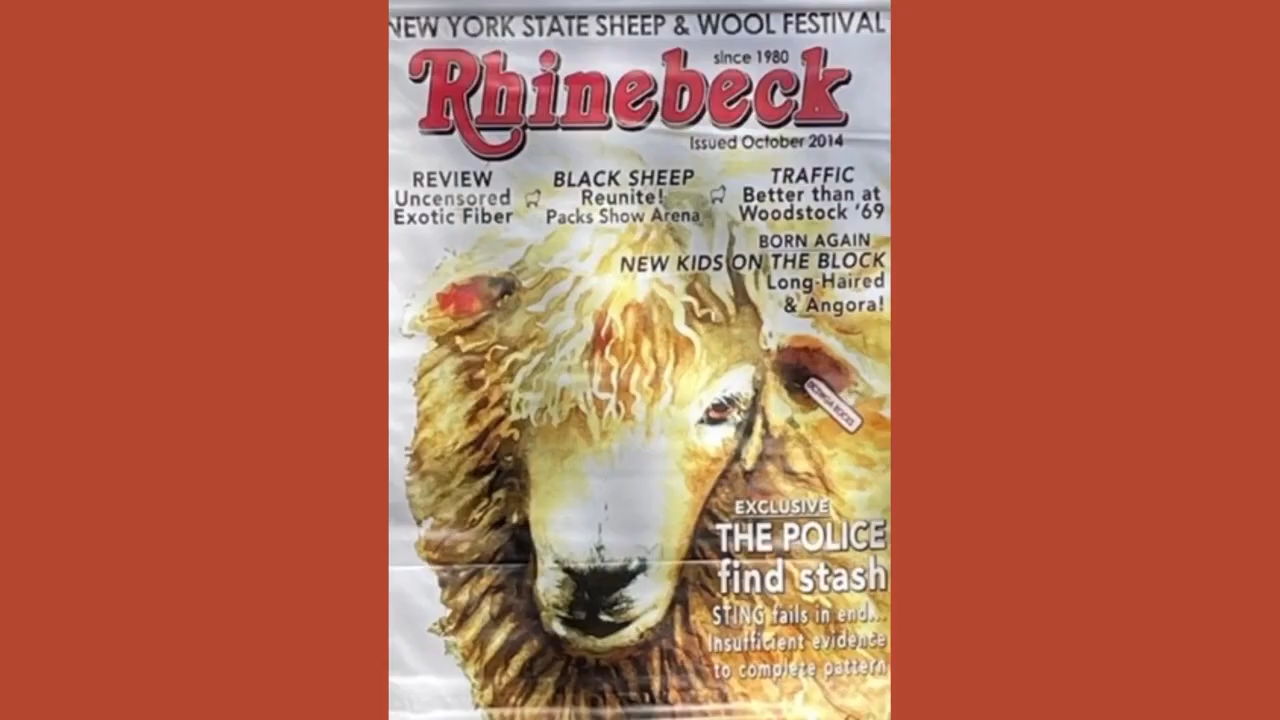 NEW YORK STATE SHEEP & WOOL FESTIVAL
since 1980
Rhinebeck
Issued October 2014
REVIEW
Uncensored
Exotic Fiber
BLACK SHEEP
Reunite!
Packs Show Arena
TRAFFIC
Better than at
Woodstock '69
BORN AGAIN
NEW KIDS ON THE BLOCK
Long-Haired
& Angora!
ROCKS
EXCLUSIVE
THE POLICE
find stash
STING fails in end...
Insufficient evidence
to complete pattern